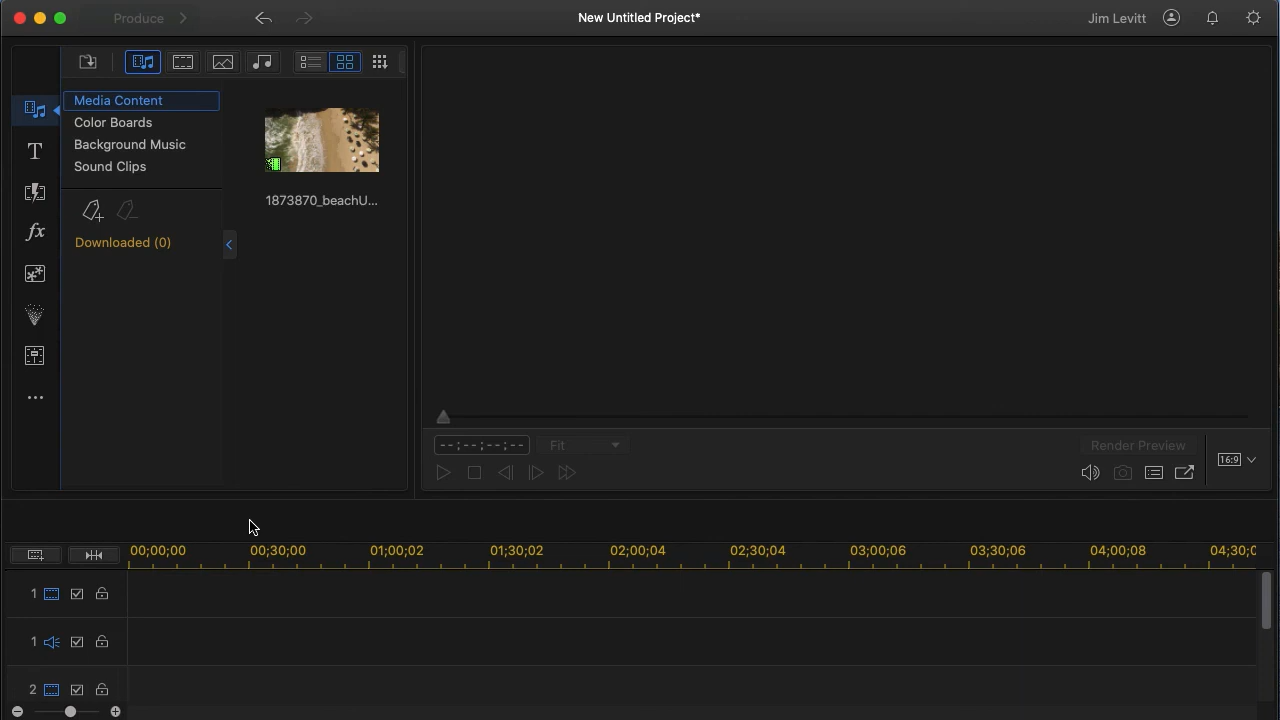 Produce
New Untitled Project*
Jim Levitt
Media Content
Color Boards
Background Music
Sound Clips
Downloaded (0)
1873870_beachU...
T
fx
--;--;--;--
Fit
Render Preview
16:9
00;00;00 00;30;00 01;00;02 01;30;02 02;00;04 02;30;04 03;00;06 03;30;06 04;00;08 04;30;0
1
1
2